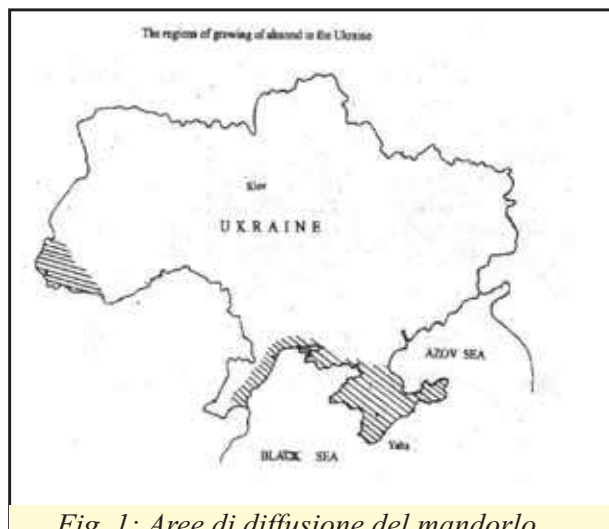 The regions of growing of almond in the Ukraine
Kiev
UKRAINE
AZOV SEA
Yalta
BLACK SEA
Fig. 1: Aree di diffusione del mandorlo